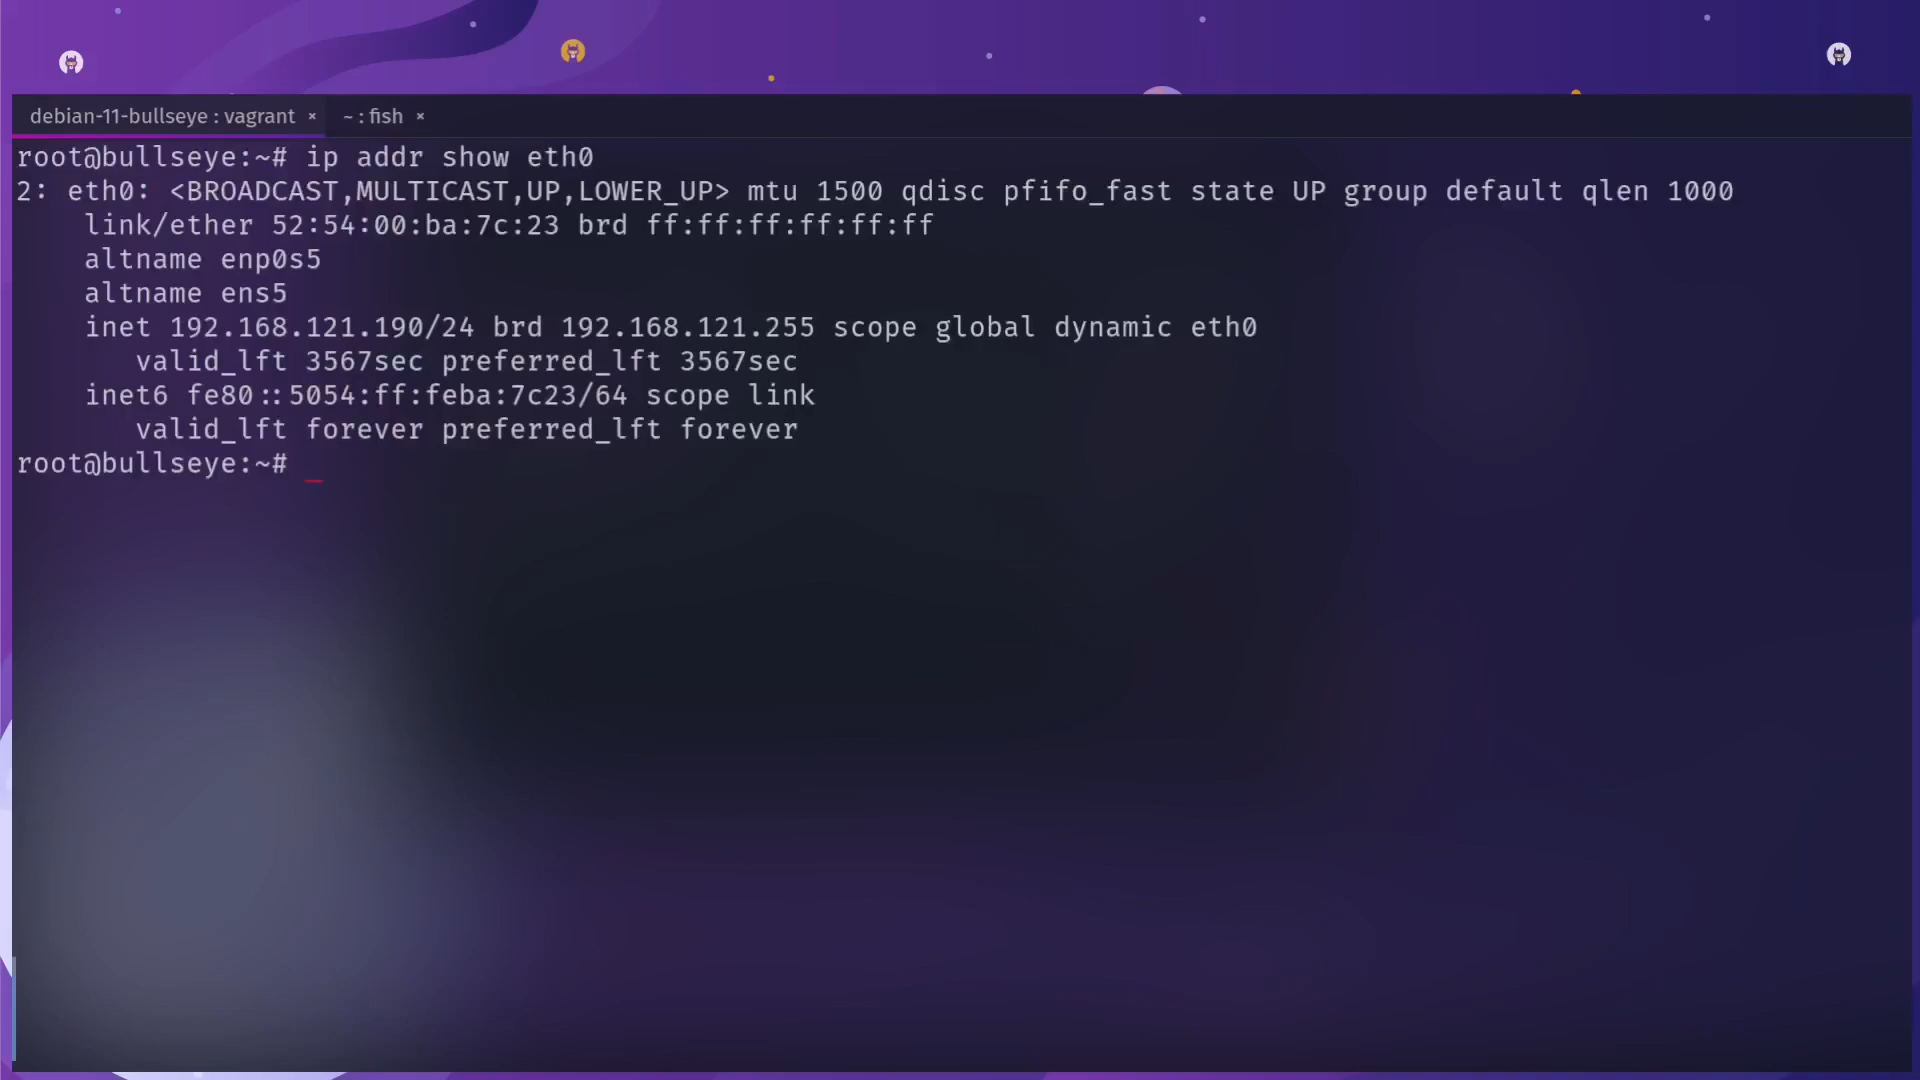 debian-11-bullseye : vagrant × ~ : fish ×
root@bullseye:~# ip addr show eth0
2: eth0: <BROADCAST,MULTICAST,UP,LOWER_UP> mtu 1500 qdisc pfifo_fast state UP group default qlen 1000
    link/ether 52:54:00:ba:7c:23 brd ff:ff:ff:ff:ff:ff
    altname enp0s5
    altname ens5
    inet 192.168.121.190/24 brd 192.168.121.255 scope global dynamic eth0
       valid_lft 3567sec preferred_lft 3567sec
    inet6 fe80::5054:ff:feba:7c23/64 scope link
       valid_lft forever preferred_lft forever
root@bullseye:~# _